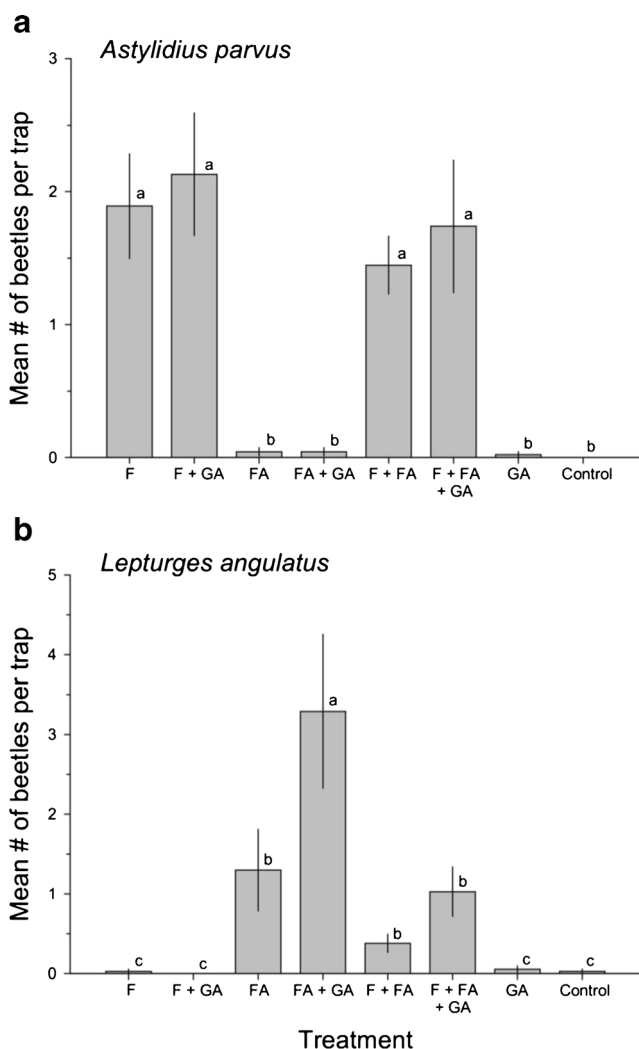 a
Astylidius parvus
3
2
1
0
Mean # of beetles per trap
a
a
b
b
a
a
b
b
F
F + GA
FA
FA + GA
F + FA
F + FA
+ GA
GA
Control
b
Lepturges angulatus
5
4
3
2
1
0
Mean # of beetles per trap
c
c
b
a
b
b
c
c
F
F + GA
FA
FA + GA
F + FA
F + FA
+ GA
GA
Control
Treatment